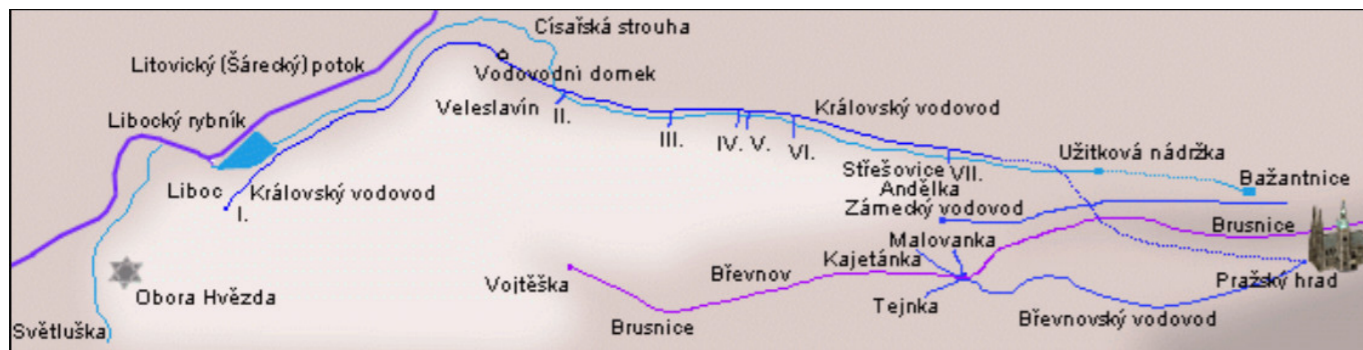 Císařská strouha
Litovický (Šárecký) potok
Vodovodní domek
Veleslavín
II.
Královský vodovod
Libocký rybník
III.
IV.
V.
VI.
Užitková nádržka
Střešovice
VII.
Bažantnice
Liboc
Královský vodovod
I.
Andělka
Zámecký vodovod
Brusnice
Malovanka
Kajetánka
Břevnov
Vojtěška
Pražský hrad
Obora Hvězda
Tejnka
Břevnovský vodovod
Brusnice
Světluška